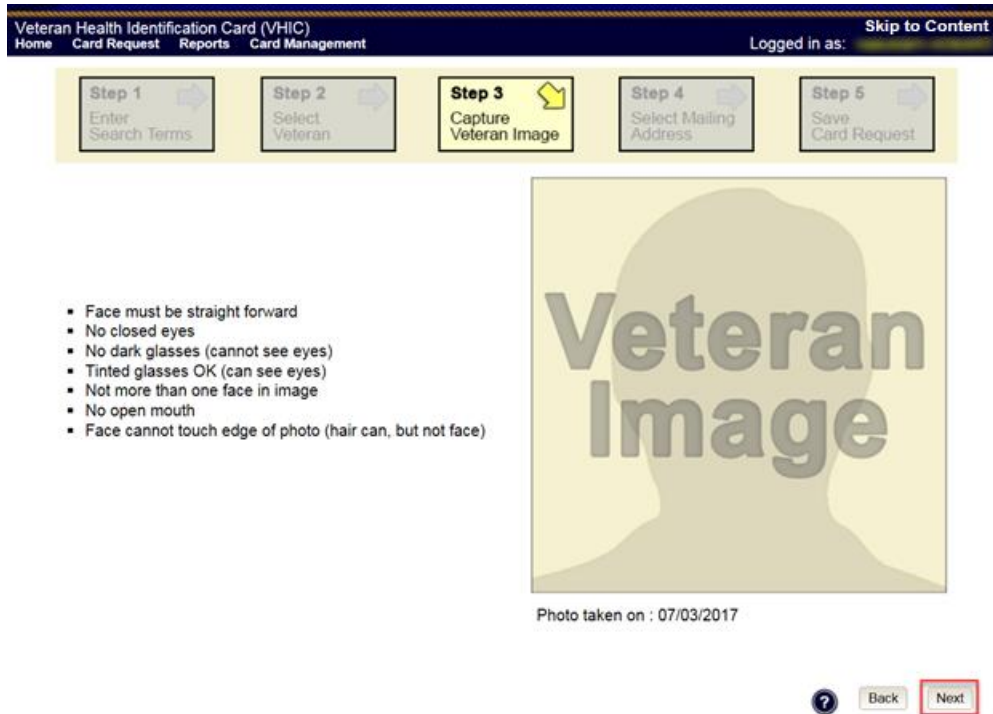 Veteran Health Identification Card (VHIC)
Skip to Content
Home Card Request Reports Card Management
Logged in as:
Step 1
Enter
Search Terms
Step 2
Select
Veteran
Step 3
Capture
Veteran Image
Step 4
Select Mailing
Address
Step 5
Save
Card Request
▪ Face must be straight forward
▪ No closed eyes
▪ No dark glasses (cannot see eyes)
▪ Tinted glasses OK (can see eyes)
▪ Not more than one face in image
▪ No open mouth
▪ Face cannot touch edge of photo (hair can, but not face)
Veteran
Image
Photo taken on : 07/03/2017
? Back Next